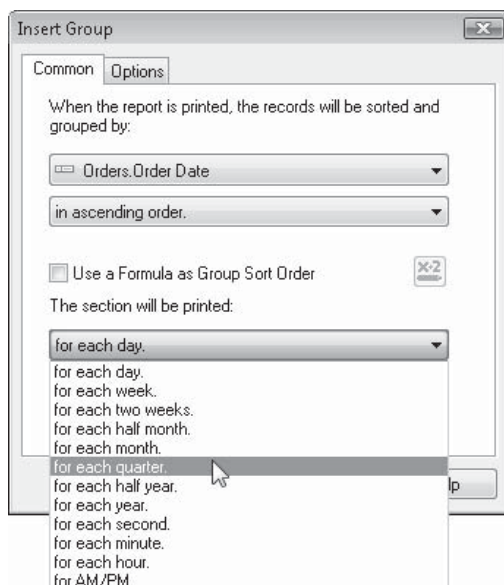 Insert Group
Common
Options
When the report is printed, the records will be sorted and
grouped by:
Orders.Order Date
in ascending order.
Use a Formula as Group Sort Order
x·2
The section will be printed:
for each day.
for each day.
for each week.
for each two weeks.
for each half month.
for each month.
for each quarter.
for each half year.
for each year.
for each second.
for each minute.
for each hour.
for AM/PM